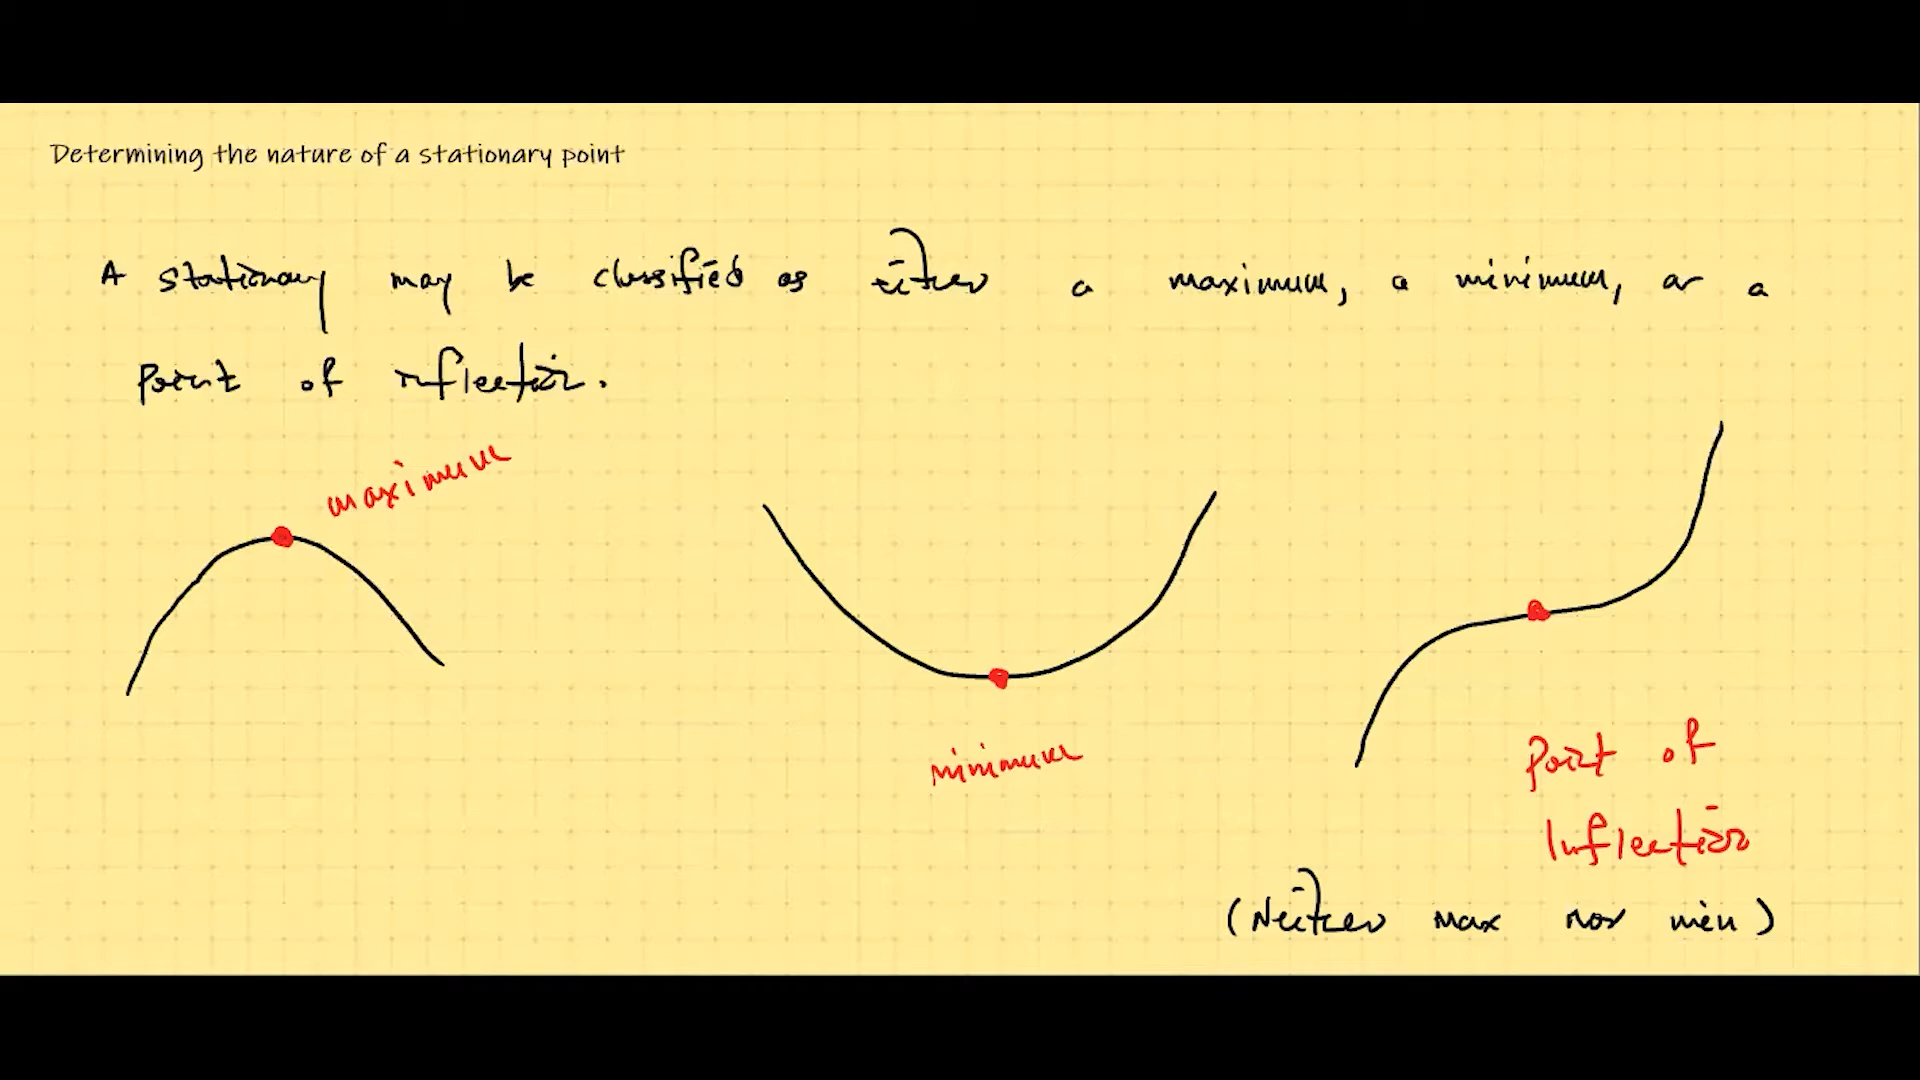 Determining the nature of a stationary point
A stationary may be classified as either a maximum, a minimum, or a
point of inflection.
maximum
minimum
Point of
Inflection
(Neither max nor min)